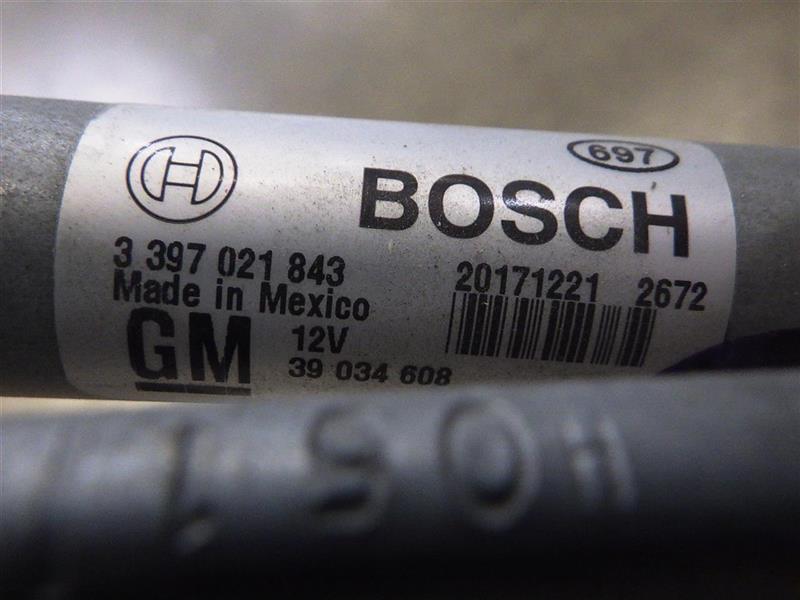 697
BOSCH
3 397 021 843
20171221 2672
Made in Mexico
GM
12V
39 034 608